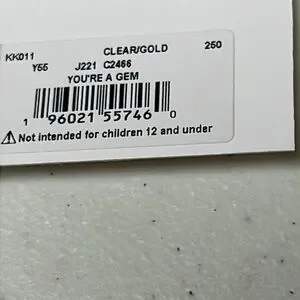 KK011 CLEAR/GOLD 250
Y55 J221 C2466
YOU'RE A GEM
1 96021 55746 0
⚠ Not intended for children 12 and under